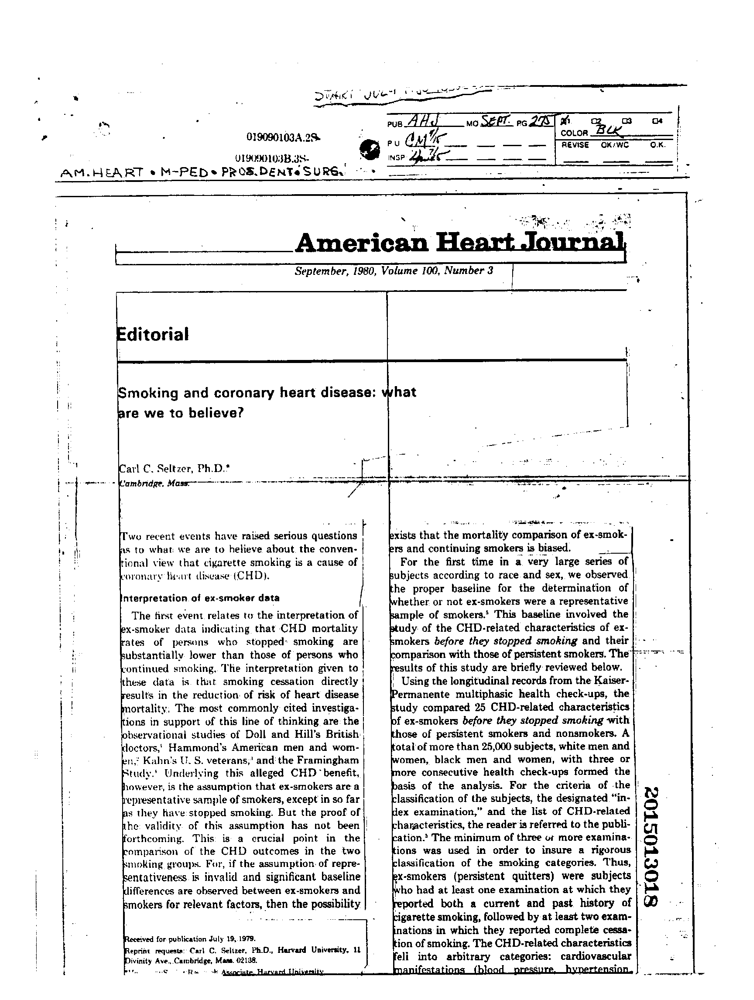 PUB AHJ MO SEPT. PG 275 1 2 3 4
COLOR BLK
019090103A.2S-
PU
REVISE OK/WC O.K.
019090103B.3S-
INSP
AM.HEART • M-PED • PROS.DENT • SURG.
American Heart Journal
September, 1980, Volume 100, Number 3
Editorial
Smoking and coronary heart disease: what
are we to believe?
Carl C. Seltzer, Ph.D.*
Cambridge, Mass.
Two recent events have raised serious questions
as to what we are to believe about the conven-
tional view that cigarette smoking is a cause of
coronary heart disease (CHD).
Interpretation of ex-smoker data
The first event relates to the interpretation of
ex-smoker data indicating that CHD mortality
rates of persons who stopped smoking are
substantially lower than those of persons who
continued smoking. The interpretation given to
these data is that smoking cessation directly
results in the reduction of risk of heart disease
mortality. The most commonly cited investiga-
tions in support of this line of thinking are the
observational studies of Doll and Hill's British
doctors,¹ Hammond's American men and wom-
en,² Kahn's U. S. veterans,³ and the Framingham
Study.⁴ Underlying this alleged CHD benefit,
however, is the assumption that ex-smokers are a
representative sample of smokers, except in so far
as they have stopped smoking. But the proof of
the validity of this assumption has not been
forthcoming. This is a crucial point in the
comparison of the CHD outcomes in the two
smoking groups. For, if the assumption of repre-
sentativeness is invalid and significant baseline
differences are observed between ex-smokers and
smokers for relevant factors, then the possibility
Received for publication July 19, 1979.
Reprint requests: Carl C. Seltzer, Ph.D., Harvard University, 11
Divinity Ave., Cambridge, Mass. 02138.
Associate, Harvard University
exists that the mortality comparison of ex-smok-
ers and continuing smokers is biased.
For the first time in a very large series of
subjects according to race and sex, we observed
the proper baseline for the determination of
whether or not ex-smokers were a representative
sample of smokers.⁵ This baseline involved the
study of the CHD-related characteristics of ex-
smokers before they stopped smoking and their
comparison with those of persistent smokers. The
results of this study are briefly reviewed below.
Using the longitudinal records from the Kaiser-
Permanente multiphasic health check-ups, the
study compared 25 CHD-related characteristics
of ex-smokers before they stopped smoking with
those of persistent smokers and nonsmokers. A
total of more than 25,000 subjects, white men and
women, black men and women, with three or
more consecutive health check-ups formed the
basis of the analysis. For the criteria of the
classification of the subjects, the designated "in-
dex examination," and the list of CHD-related
characteristics, the reader is referred to the publi-
cation.⁵ The minimum of three or more examina-
tions was used in order to insure a rigorous
classification of the smoking categories. Thus,
ex-smokers (persistent quitters) were subjects
who had at least one examination at which they
reported both a current and past history of
cigarette smoking, followed by at least two exam-
inations in which they reported complete cessa-
tion of smoking. The CHD-related characteristics
fell into arbitrary categories: cardiovascular
manifestations (blood pressure, hypertension,
2015013018